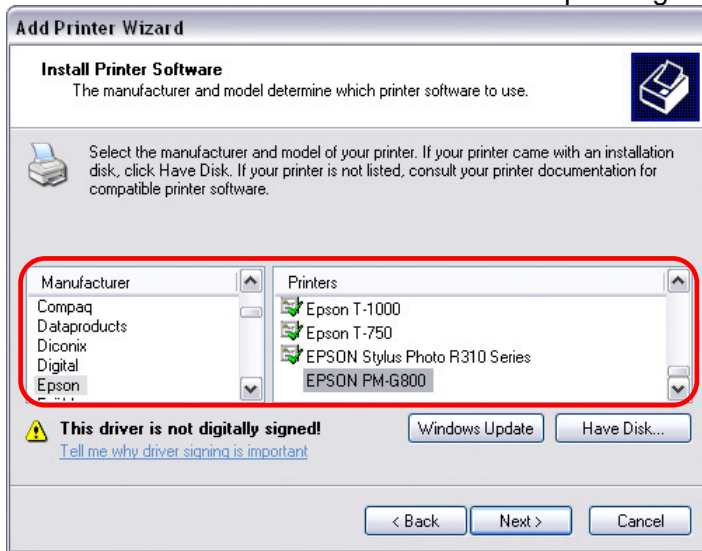 Add Printer Wizard
Install Printer Software
The manufacturer and model determine which printer software to use.
Select the manufacturer and model of your printer. If your printer came with an installation
disk, click Have Disk. If your printer is not listed, consult your printer documentation for
compatible printer software.
Manufacturer
Compaq
Dataproducts
Diconix
Digital
Epson
Printers
Epson T-1000
Epson T-750
EPSON Stylus Photo R310 Series
EPSON PM-G800
This driver is not digitally signed!
Tell me why driver signing is important
Windows Update
Have Disk...
< Back
Next >
Cancel